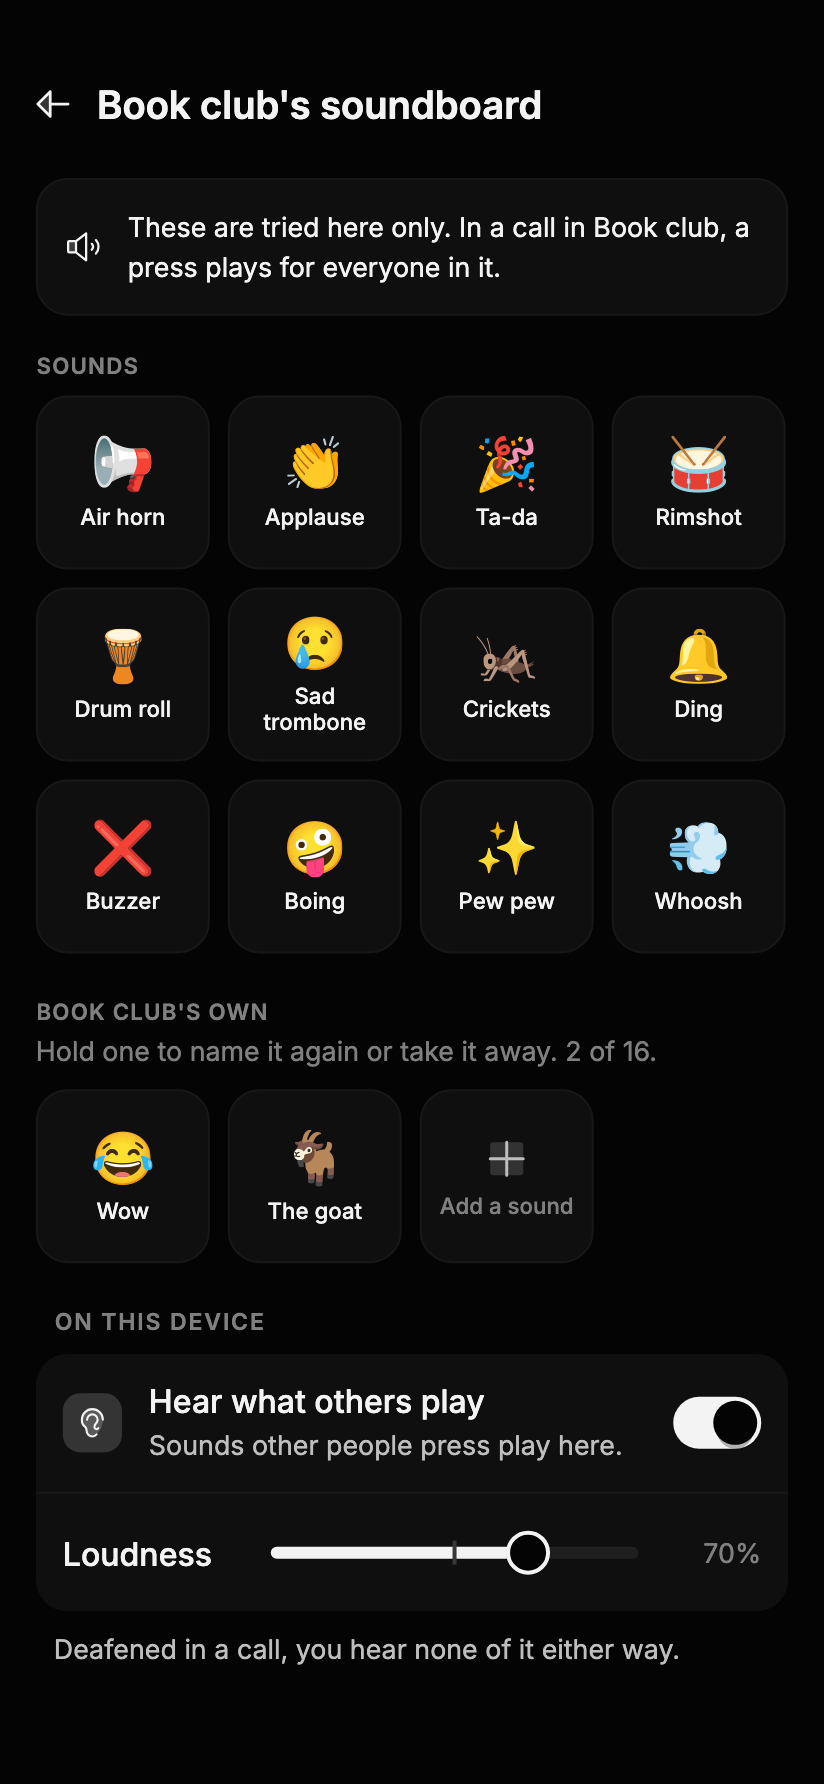 Book club's soundboard
These are tried here only. In a call in Book club, a
press plays for everyone in it.
SOUNDS
Air horn
Applause
Ta-da
Rimshot
Drum roll
Sad
trombone
Crickets
Ding
Buzzer
Boing
Pew pew
Whoosh
BOOK CLUB'S OWN
Hold one to name it again or take it away. 2 of 16.
Wow
The goat
Add a sound
ON THIS DEVICE
Hear what others play
Sounds other people press play here.
Loudness
70%
Deafened in a call, you hear none of it either way.